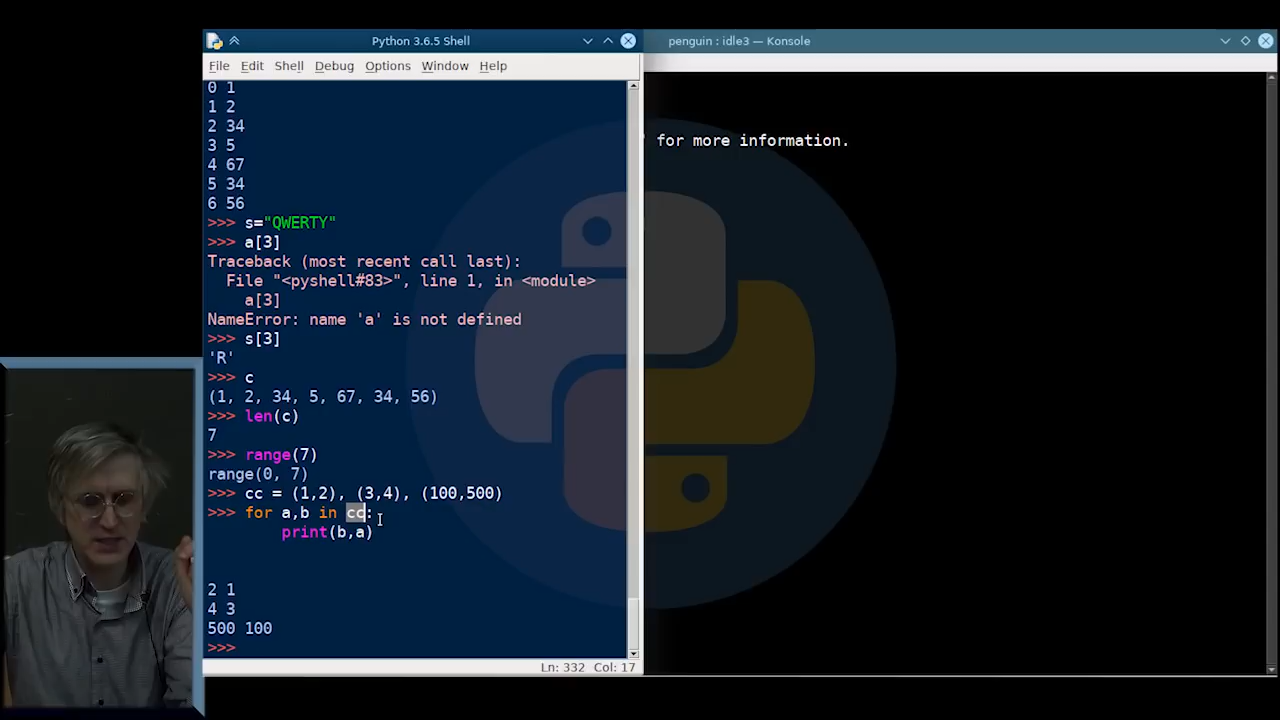 Python 3.6.5 Shell
penguin : idle3 — Konsole
File Edit Shell Debug Options Window Help
0 1
1 2
2 34
3 5
4 67
5 34
6 56
>>> s="QWERTY"
>>> a[3]
Traceback (most recent call last):
  File "<pyshell#83>", line 1, in <module>
    a[3]
NameError: name 'a' is not defined
>>> s[3]
'R'
>>> c
(1, 2, 34, 5, 67, 34, 56)
>>> len(c)
7
>>> range(7)
range(0, 7)
>>> cc = (1,2), (3,4), (100,500)
>>> for a,b in cc:
        print(b,a)
2 1
4 3
500 100
>>>
Ln: 332 Col: 17
for more information.